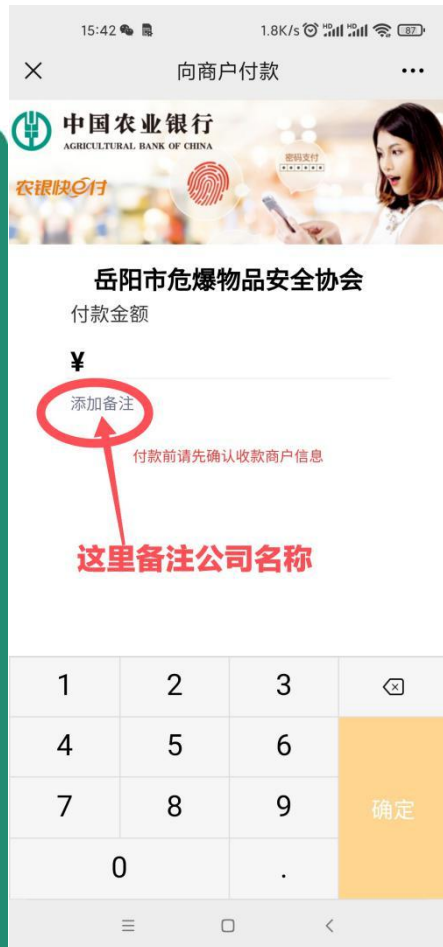 15:42
1.8K/s HD HD 87
向商户付款
中国农业银行
AGRICULTURAL BANK OF CHINA
密码支付
农银快e付
岳阳市危爆物品安全协会
付款金额
¥
添加备注
付款前请先确认收款商户信息
这里备注公司名称
1 2 3
4 5 6
7 8 9
确定
0 .